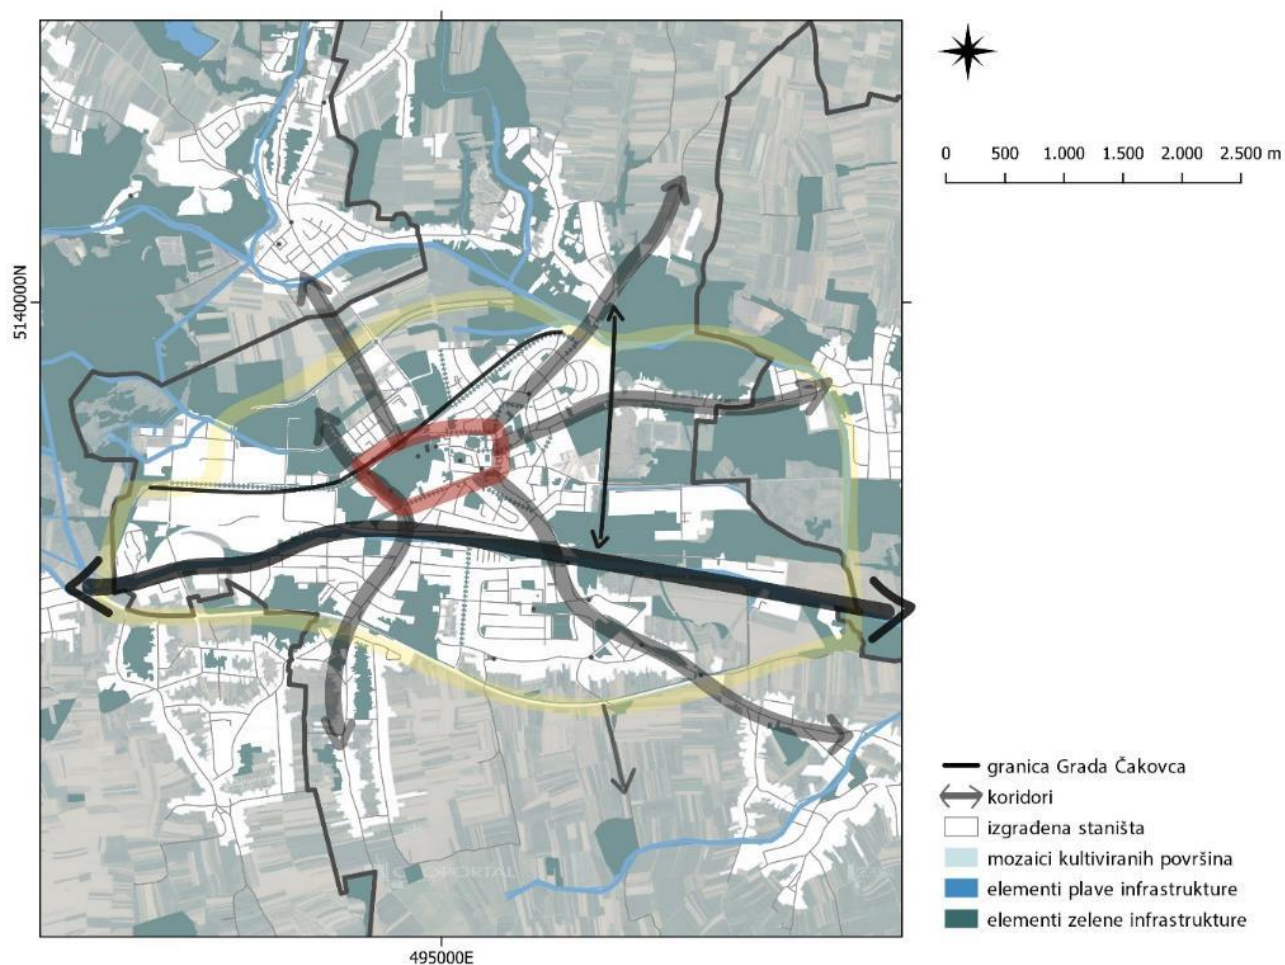 0 500 1.000 1.500 2.000 2.500 m
5140000N
495000E
granica Grada Čakovca
koridori
izgrađena staništa
mozaici kultiviranih površina
elementi plave infrastrukture
elementi zelene infrastrukture